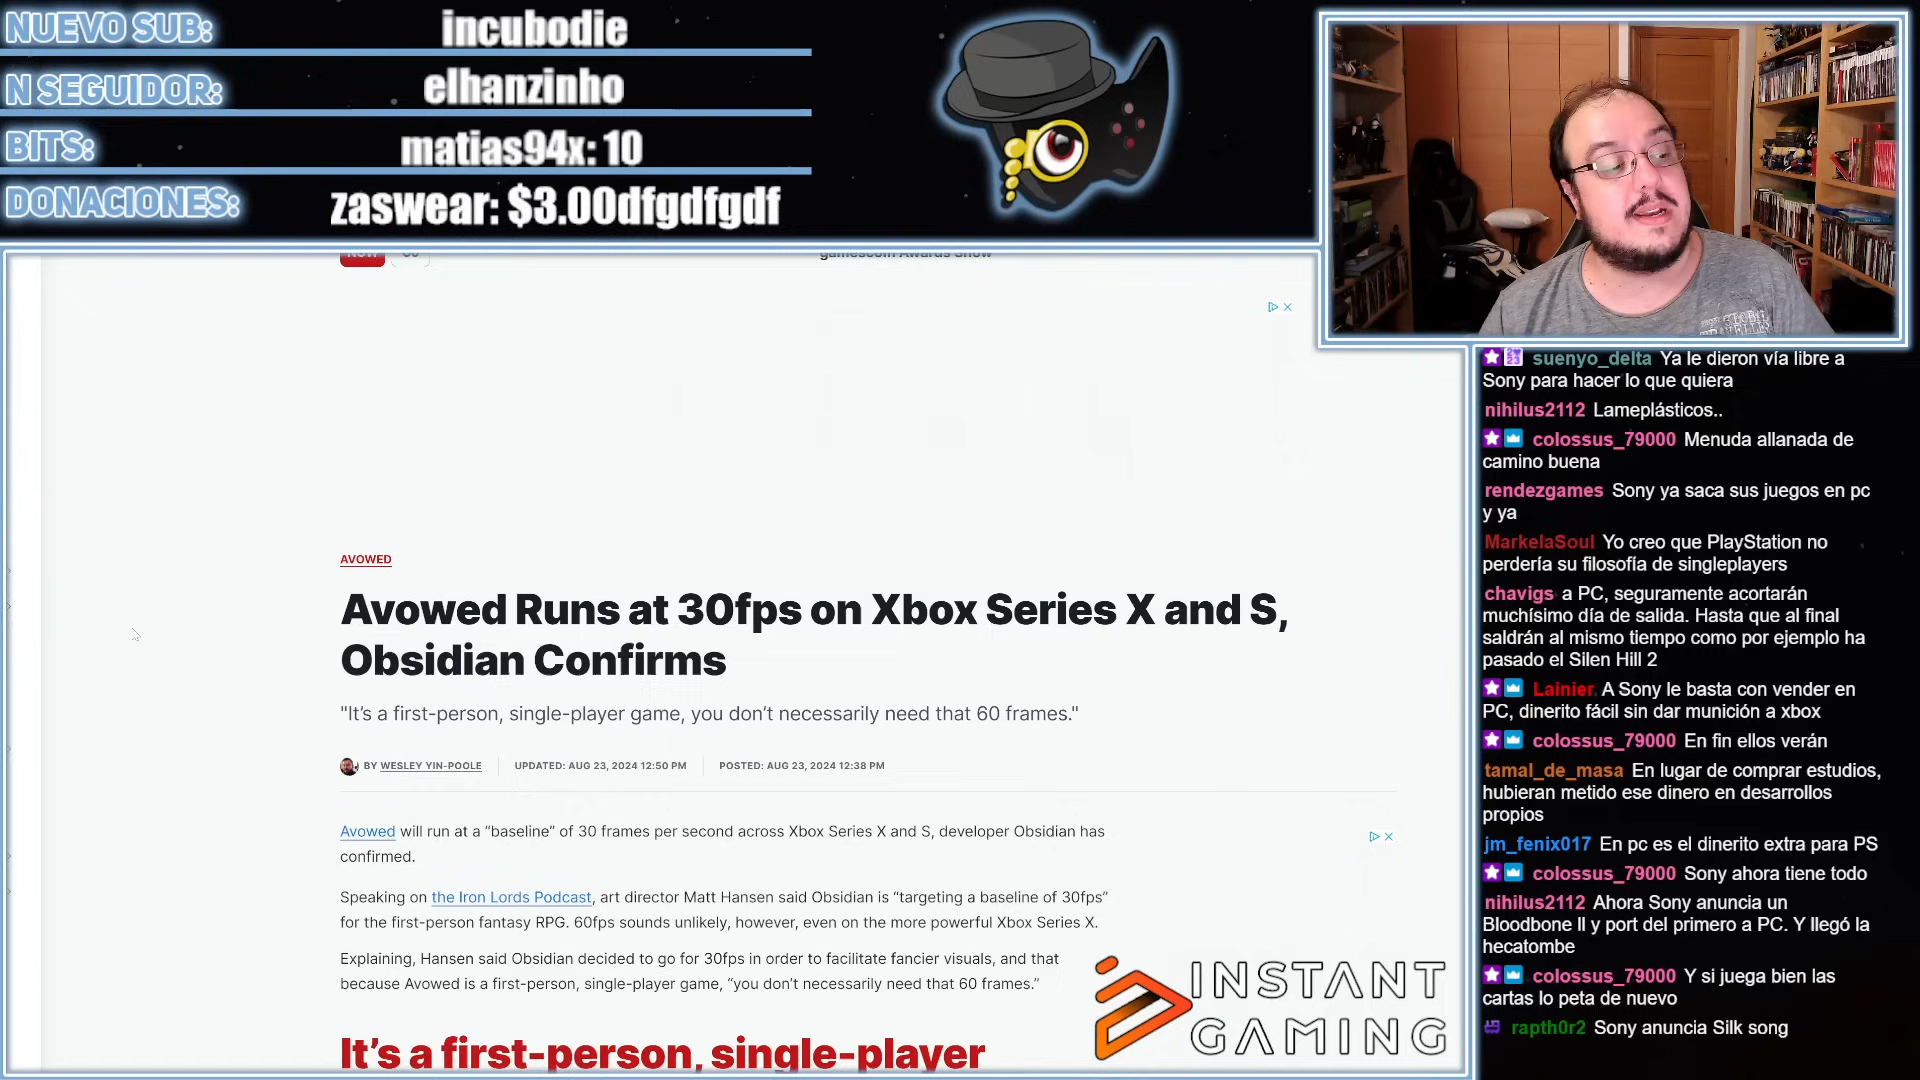 NUEVO SUB:
incubodie
N SEGUIDOR:
elhanzinho
BITS:
matias94x: 10
DONACIONES:
zaswear: $3.00dfgdfgdf
gamescom Awards Show
AVOWED
Avowed Runs at 30fps on Xbox Series X and S,
Obsidian Confirms
"It's a first-person, single-player game, you don't necessarily need that 60 frames."
BY WESLEY YIN-POOLE
UPDATED: AUG 23, 2024 12:50 PM
POSTED: AUG 23, 2024 12:38 PM
Avowed will run at a “baseline” of 30 frames per second across Xbox Series X and S, developer Obsidian has
confirmed.
Speaking on the Iron Lords Podcast, art director Matt Hansen said Obsidian is “targeting a baseline of 30fps”
for the first-person fantasy RPG. 60fps sounds unlikely, however, even on the more powerful Xbox Series X.
Explaining, Hansen said Obsidian decided to go for 30fps in order to facilitate fancier visuals, and that
because Avowed is a first-person, single-player game, “you don't necessarily need that 60 frames.”
It's a first-person, single-player
INSTANT
GAMING
suenyo_delta Ya le dieron vía libre a
Sony para hacer lo que quiera
nihilus2112 Lameplásticos..
colossus_79000 Menuda allanada de
camino buena
rendezgames Sony ya saca sus juegos en pc
y ya
MarkelaSoul Yo creo que PlayStation no
perdería su filosofía de singleplayers
chavigs a PC, seguramente acortarán
muchísimo día de salida. Hasta que al final
saldrán al mismo tiempo como por ejemplo ha
pasado el Silen Hill 2
Lainier A Sony le basta con vender en
PC, dinerito fácil sin dar munición a xbox
colossus_79000 En fin ellos verán
tamal_de_masa En lugar de comprar estudios,
hubieran metido ese dinero en desarrollos
propios
jm_fenix017 En pc es el dinerito extra para PS
colossus_79000 Sony ahora tiene todo
nihilus2112 Ahora Sony anuncia un
Bloodbone ll y port del primero a PC. Y llegó la
hecatombe
colossus_79000 Y si juega bien las
cartas lo peta de nuevo
rapth0r2 Sony anuncia Silk song